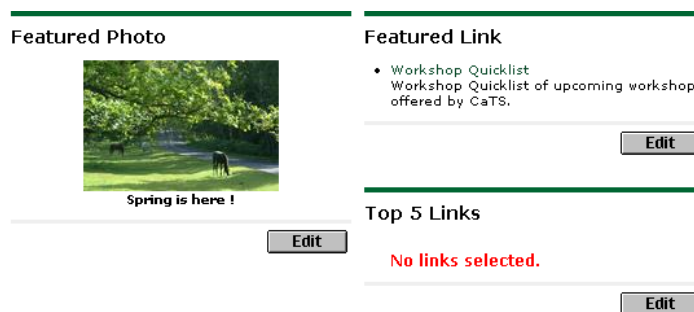 Featured Photo
Spring is here !
Edit
Featured Link
Workshop Quicklist
Workshop Quicklist of upcoming workshop
offered by CaTS.
Edit
Top 5 Links
No links selected.
Edit